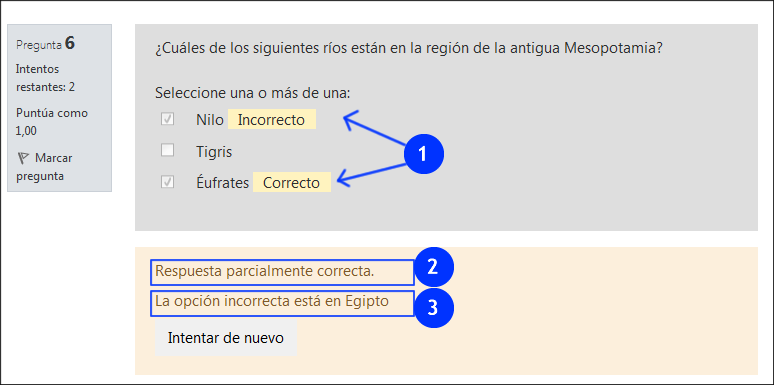 Pregunta 6
Intentos
restantes: 2
Puntúa como
1,00
Marcar
pregunta
¿Cuáles de los siguientes ríos están en la región de la antigua Mesopotamia?
Seleccione una o más de una:
Nilo Incorrecto
Tigris
Éufrates Correcto
1
Respuesta parcialmente correcta.
2
La opción incorrecta está en Egipto
3
Intentar de nuevo